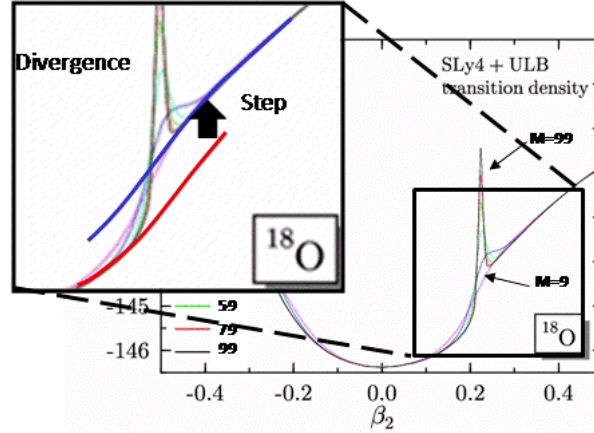 Divergence
Step
18O
SLy4 + ULB
transition density
M=99
M=9
18O
-145
-146
59
79
99
-0.4
-0.2
0.0
0.2
0.4
β2